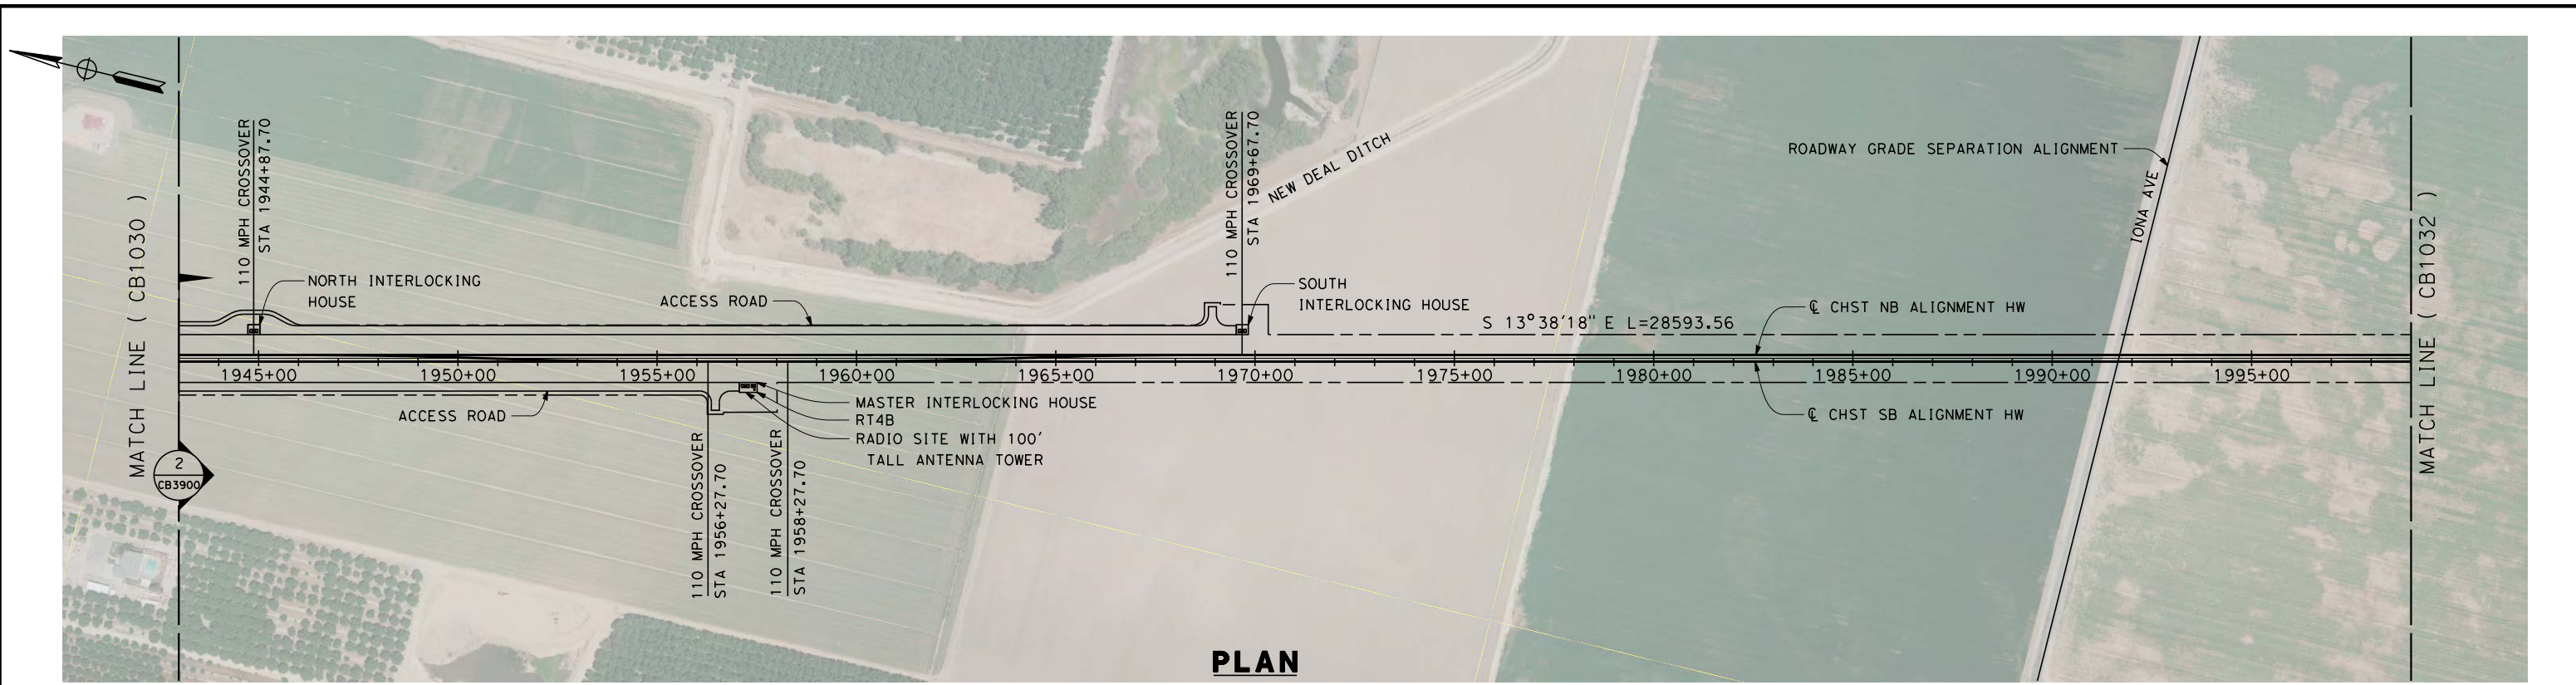 110 MPH CROSSOVER
STA 1944+87.70
110 MPH CROSSOVER
STA 1969+67.70
NEW DEAL DITCH
ROADWAY GRADE SEPARATION ALIGNMENT
IONA AVE
MATCH LINE ( CB1030 )
MATCH LINE ( CB1032 )
NORTH INTERLOCKING
HOUSE
ACCESS ROAD
SOUTH
INTERLOCKING HOUSE
S 13°38'18" E L=28593.56
℄ CHST NB ALIGNMENT HW
1945+00
1950+00
1955+00
1960+00
1965+00
1970+00
1975+00
1980+00
1985+00
1990+00
1995+00
ACCESS ROAD
MASTER INTERLOCKING HOUSE
RT4B
RADIO SITE WITH 100'
TALL ANTENNA TOWER
℄ CHST SB ALIGNMENT HW
2
CB3900
110 MPH CROSSOVER
STA 1956+27.70
110 MPH CROSSOVER
STA 1958+27.70
PLAN